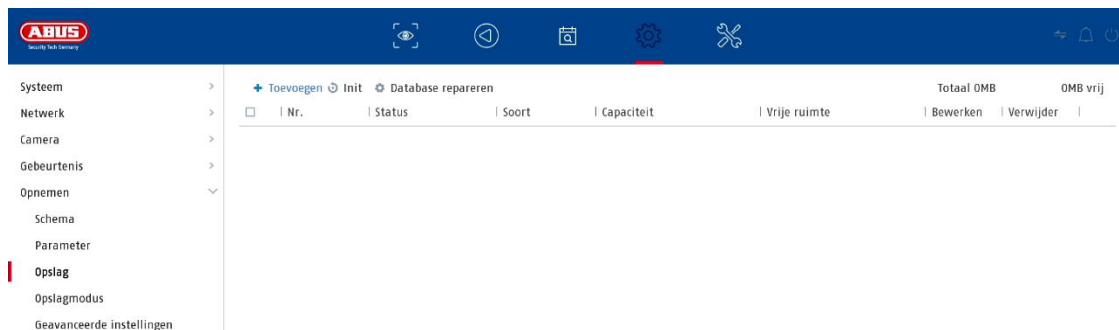 ABUS
Security Tech Germany
Systeem
Netwerk
Camera
Gebeurtenis
Opnemen
Schema
Parameter
Opslag
Opslagmodus
Geavanceerde instellingen
Toevoegen Init Database repareren Totaal 0MB 0MB vrij
Nr. Status Soort Capaciteit Vrije ruimte Bewerken Verwijder